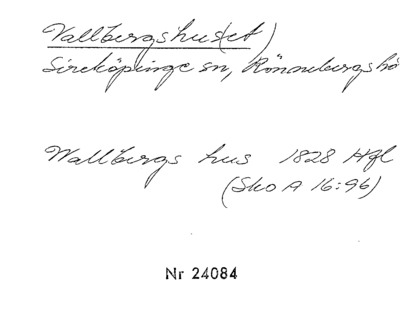 Vallbergshus(et)
Sireköpinge sn, Rönnebergs hd
Wallbergs hus 1828 Hfl
(Sko A 16:96)
Nr 24084